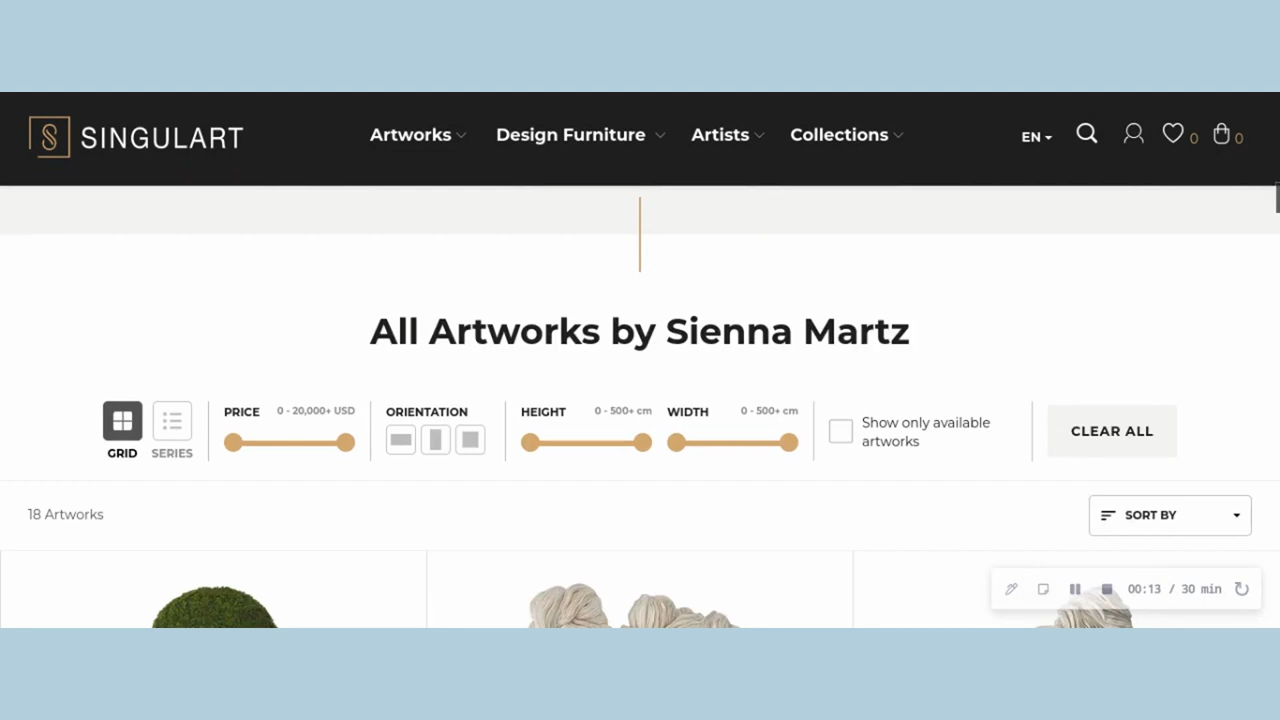 SINGULART
Artworks Design Furniture Artists Collections EN 0 0
All Artworks by Sienna Martz
PRICE 0 - 20,000+ USD ORIENTATION HEIGHT 0 - 500+ cm WIDTH 0 - 500+ cm
Show only available
artworks
CLEAR ALL
GRID SERIES
18 Artworks
SORT BY
00:13 / 30 min